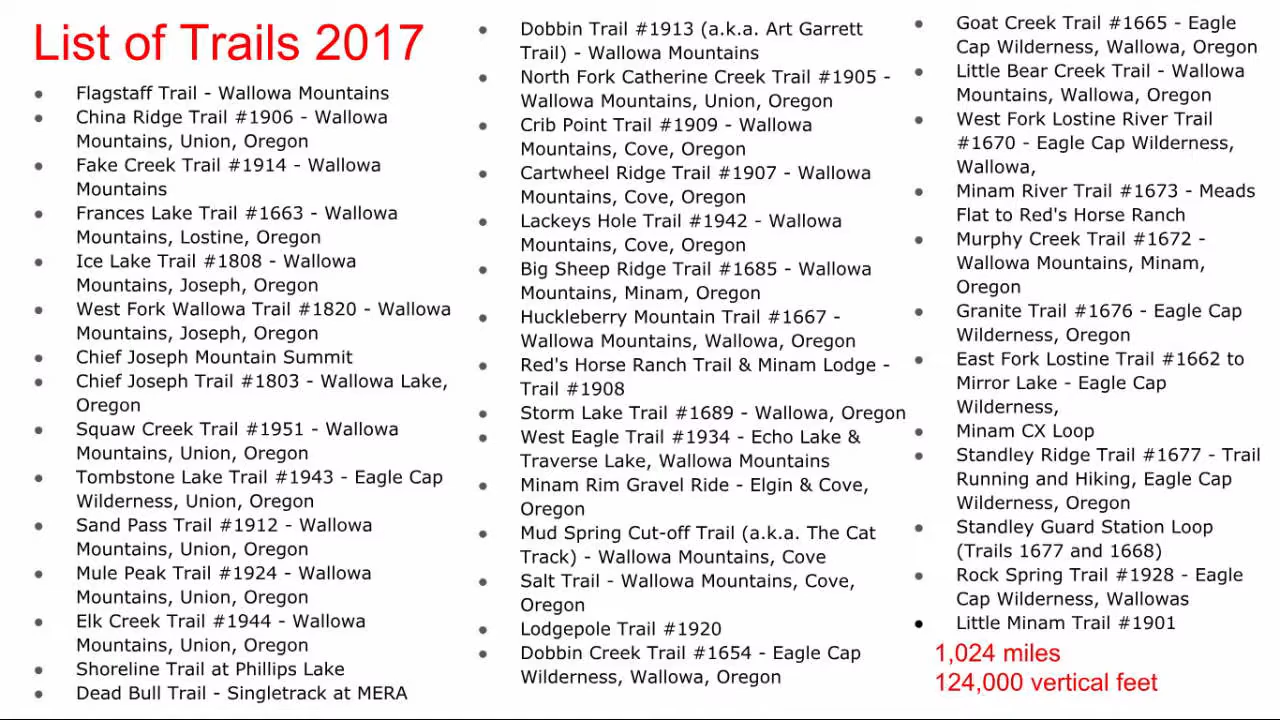 List of Trails 2017
● Flagstaff Trail - Wallowa Mountains
● China Ridge Trail #1906 - Wallowa
Mountains, Union, Oregon
● Fake Creek Trail #1914 - Wallowa
Mountains
● Frances Lake Trail #1663 - Wallowa
Mountains, Lostine, Oregon
● Ice Lake Trail #1808 - Wallowa
Mountains, Joseph, Oregon
● West Fork Wallowa Trail #1820 - Wallowa
Mountains, Joseph, Oregon
● Chief Joseph Mountain Summit
● Chief Joseph Trail #1803 - Wallowa Lake,
Oregon
● Squaw Creek Trail #1951 - Wallowa
Mountains, Union, Oregon
● Tombstone Lake Trail #1943 - Eagle Cap
Wilderness, Union, Oregon
● Sand Pass Trail #1912 - Wallowa
Mountains, Union, Oregon
● Mule Peak Trail #1924 - Wallowa
Mountains, Union, Oregon
● Elk Creek Trail #1944 - Wallowa
Mountains, Union, Oregon
● Shoreline Trail at Phillips Lake
● Dead Bull Trail - Singletrack at MERA
● Dobbin Trail #1913 (a.k.a. Art Garrett
Trail) - Wallowa Mountains
● North Fork Catherine Creek Trail #1905 -
Wallowa Mountains, Union, Oregon
● Crib Point Trail #1909 - Wallowa
Mountains, Cove, Oregon
● Cartwheel Ridge Trail #1907 - Wallowa
Mountains, Cove, Oregon
● Lackeys Hole Trail #1942 - Wallowa
Mountains, Cove, Oregon
● Big Sheep Ridge Trail #1685 - Wallowa
Mountains, Minam, Oregon
● Huckleberry Mountain Trail #1667 -
Wallowa Mountains, Wallowa, Oregon
● Red's Horse Ranch Trail & Minam Lodge -
Trail #1908
● Storm Lake Trail #1689 - Wallowa, Oregon
● West Eagle Trail #1934 - Echo Lake &
Traverse Lake, Wallowa Mountains
● Minam Rim Gravel Ride - Elgin & Cove,
Oregon
● Mud Spring Cut-off Trail (a.k.a. The Cat
Track) - Wallowa Mountains, Cove
● Salt Trail - Wallowa Mountains, Cove,
Oregon
● Lodgepole Trail #1920
● Dobbin Creek Trail #1654 - Eagle Cap
Wilderness, Wallowa, Oregon
● Goat Creek Trail #1665 - Eagle
Cap Wilderness, Wallowa, Oregon
● Little Bear Creek Trail - Wallowa
Mountains, Wallowa, Oregon
● West Fork Lostine River Trail
#1670 - Eagle Cap Wilderness,
Wallowa,
● Minam River Trail #1673 - Meads
Flat to Red's Horse Ranch
● Murphy Creek Trail #1672 -
Wallowa Mountains, Minam,
Oregon
● Granite Trail #1676 - Eagle Cap
Wilderness, Oregon
● East Fork Lostine Trail #1662 to
Mirror Lake - Eagle Cap
Wilderness,
● Minam CX Loop
● Standley Ridge Trail #1677 - Trail
Running and Hiking, Eagle Cap
Wilderness, Oregon
● Standley Guard Station Loop
(Trails 1677 and 1668)
● Rock Spring Trail #1928 - Eagle
Cap Wilderness, Wallowas
● Little Minam Trail #1901
1,024 miles
124,000 vertical feet